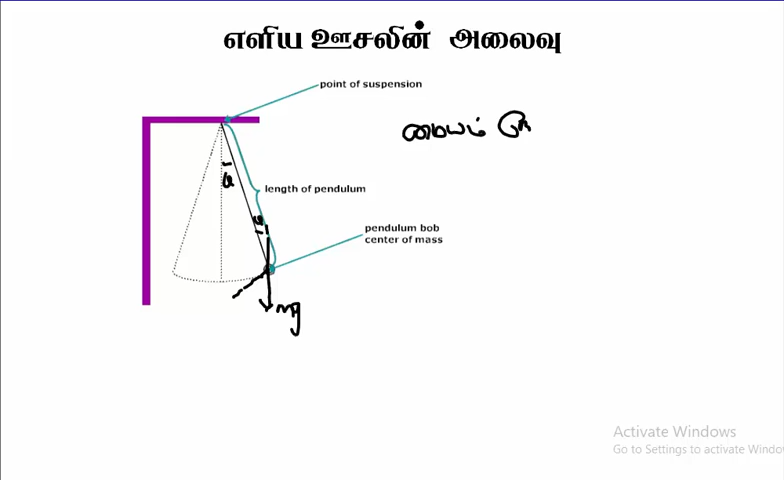 எளிய ஊசலின் அலைவு
point of suspension
மையம் நோ
length of pendulum
pendulum bob
center of mass
mg
Activate Windows
Go to Settings to activate Windo